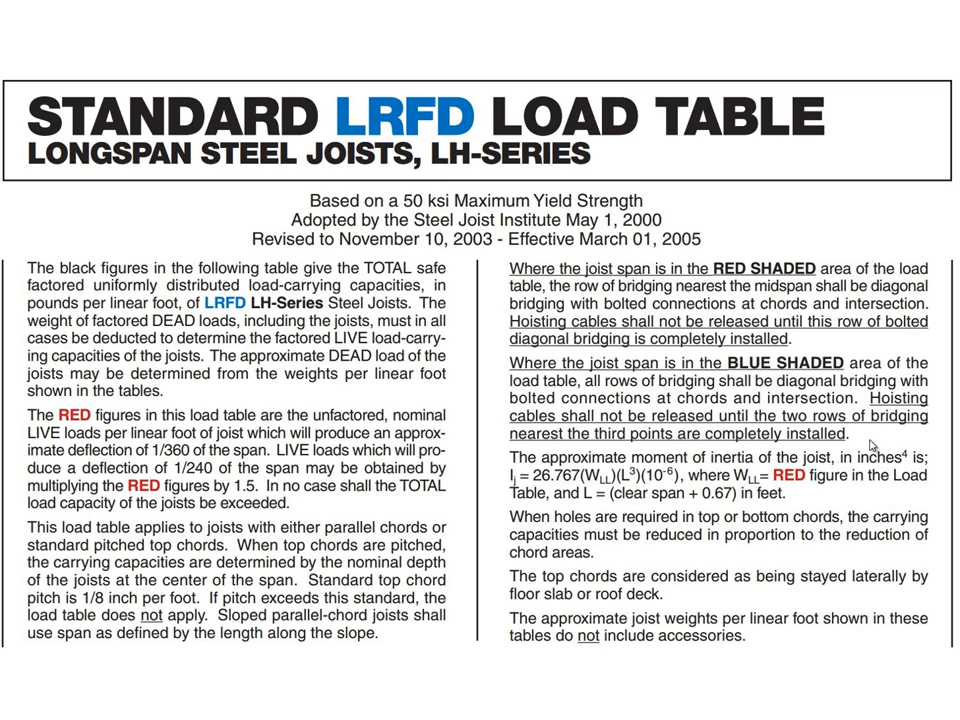 STANDARD LRFD LOAD TABLE
LONGSPAN STEEL JOISTS, LH-SERIES
Based on a 50 ksi Maximum Yield Strength
Adopted by the Steel Joist Institute May 1, 2000
Revised to November 10, 2003 - Effective March 01, 2005
The black figures in the following table give the TOTAL safe
factored uniformly distributed load-carrying capacities, in
pounds per linear foot, of LRFD LH-Series Steel Joists. The
weight of factored DEAD loads, including the joists, must in all
cases be deducted to determine the factored LIVE load-carry-
ing capacities of the joists. The approximate DEAD load of the
joists may be determined from the weights per linear foot
shown in the tables.
The RED figures in this load table are the unfactored, nominal
LIVE loads per linear foot of joist which will produce an approx-
imate deflection of 1/360 of the span. LIVE loads which will pro-
duce a deflection of 1/240 of the span may be obtained by
multiplying the RED figures by 1.5. In no case shall the TOTAL
load capacity of the joists be exceeded.
This load table applies to joists with either parallel chords or
standard pitched top chords. When top chords are pitched,
the carrying capacities are determined by the nominal depth
of the joists at the center of the span. Standard top chord
pitch is 1/8 inch per foot. If pitch exceeds this standard, the
load table does not apply. Sloped parallel-chord joists shall
use span as defined by the length along the slope.
Where the joist span is in the RED SHADED area of the load
table, the row of bridging nearest the midspan shall be diagonal
bridging with bolted connections at chords and intersection.
Hoisting cables shall not be released until this row of bolted
diagonal bridging is completely installed.
Where the joist span is in the BLUE SHADED area of the
load table, all rows of bridging shall be diagonal bridging with
bolted connections at chords and intersection. Hoisting
cables shall not be released until the two rows of bridging
nearest the third points are completely installed.
The approximate moment of inertia of the joist, in inches⁴ is;
Iⱼ = 26.767(W_LL)(L³)(10⁻⁶), where W_LL= RED figure in the Load
Table, and L = (clear span + 0.67) in feet.
When holes are required in top or bottom chords, the carrying
capacities must be reduced in proportion to the reduction of
chord areas.
The top chords are considered as being stayed laterally by
floor slab or roof deck.
The approximate joist weights per linear foot shown in these
tables do not include accessories.